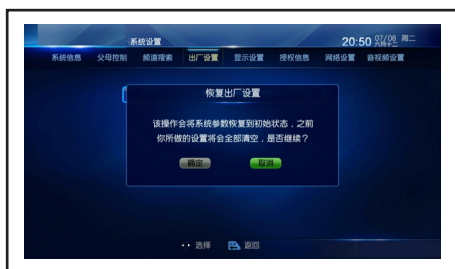 系统设置
20:50 07/08 周二
六月十二
系统信息 父母控制 频道搜索 出厂设置 显示设置 授权信息 网络设置 音视频设置
恢复出厂设置
该操作会将系统参数恢复到初始状态，之前
你所做的设置将会全部清空，是否继续？
确定 取消
选择 返回